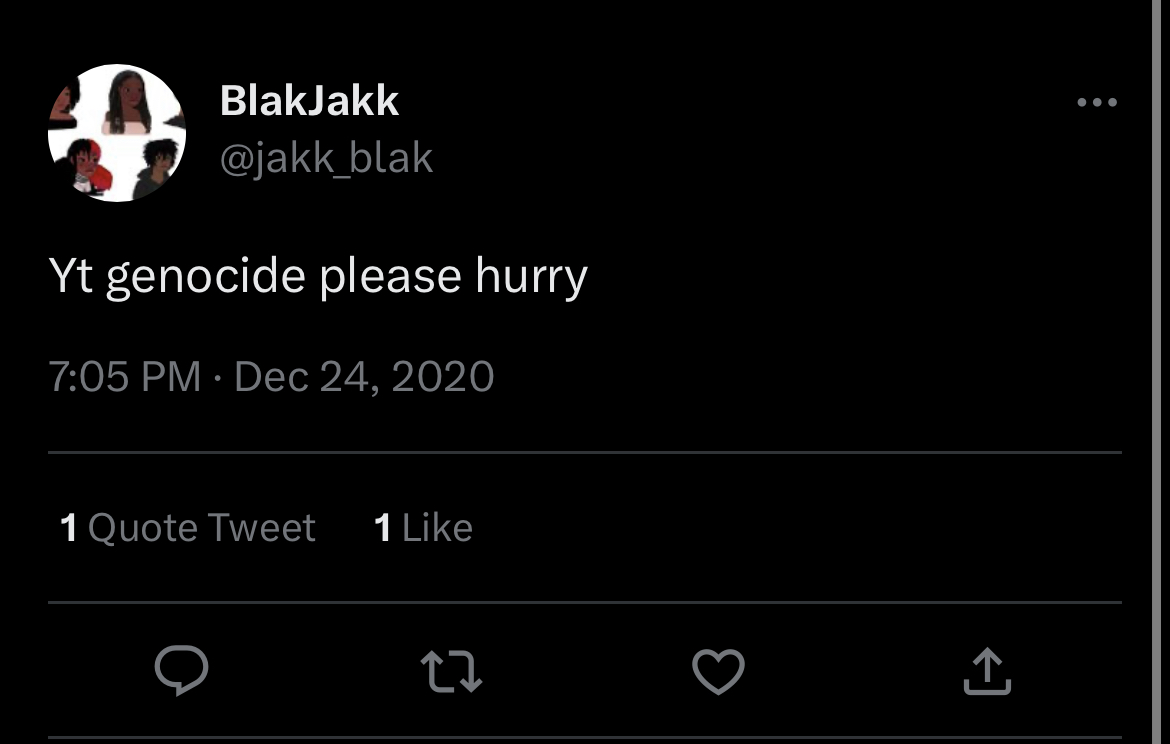 BlakJakk
@jakk_blak
Yt genocide please hurry
7:05 PM · Dec 24, 2020
1 Quote Tweet 1 Like